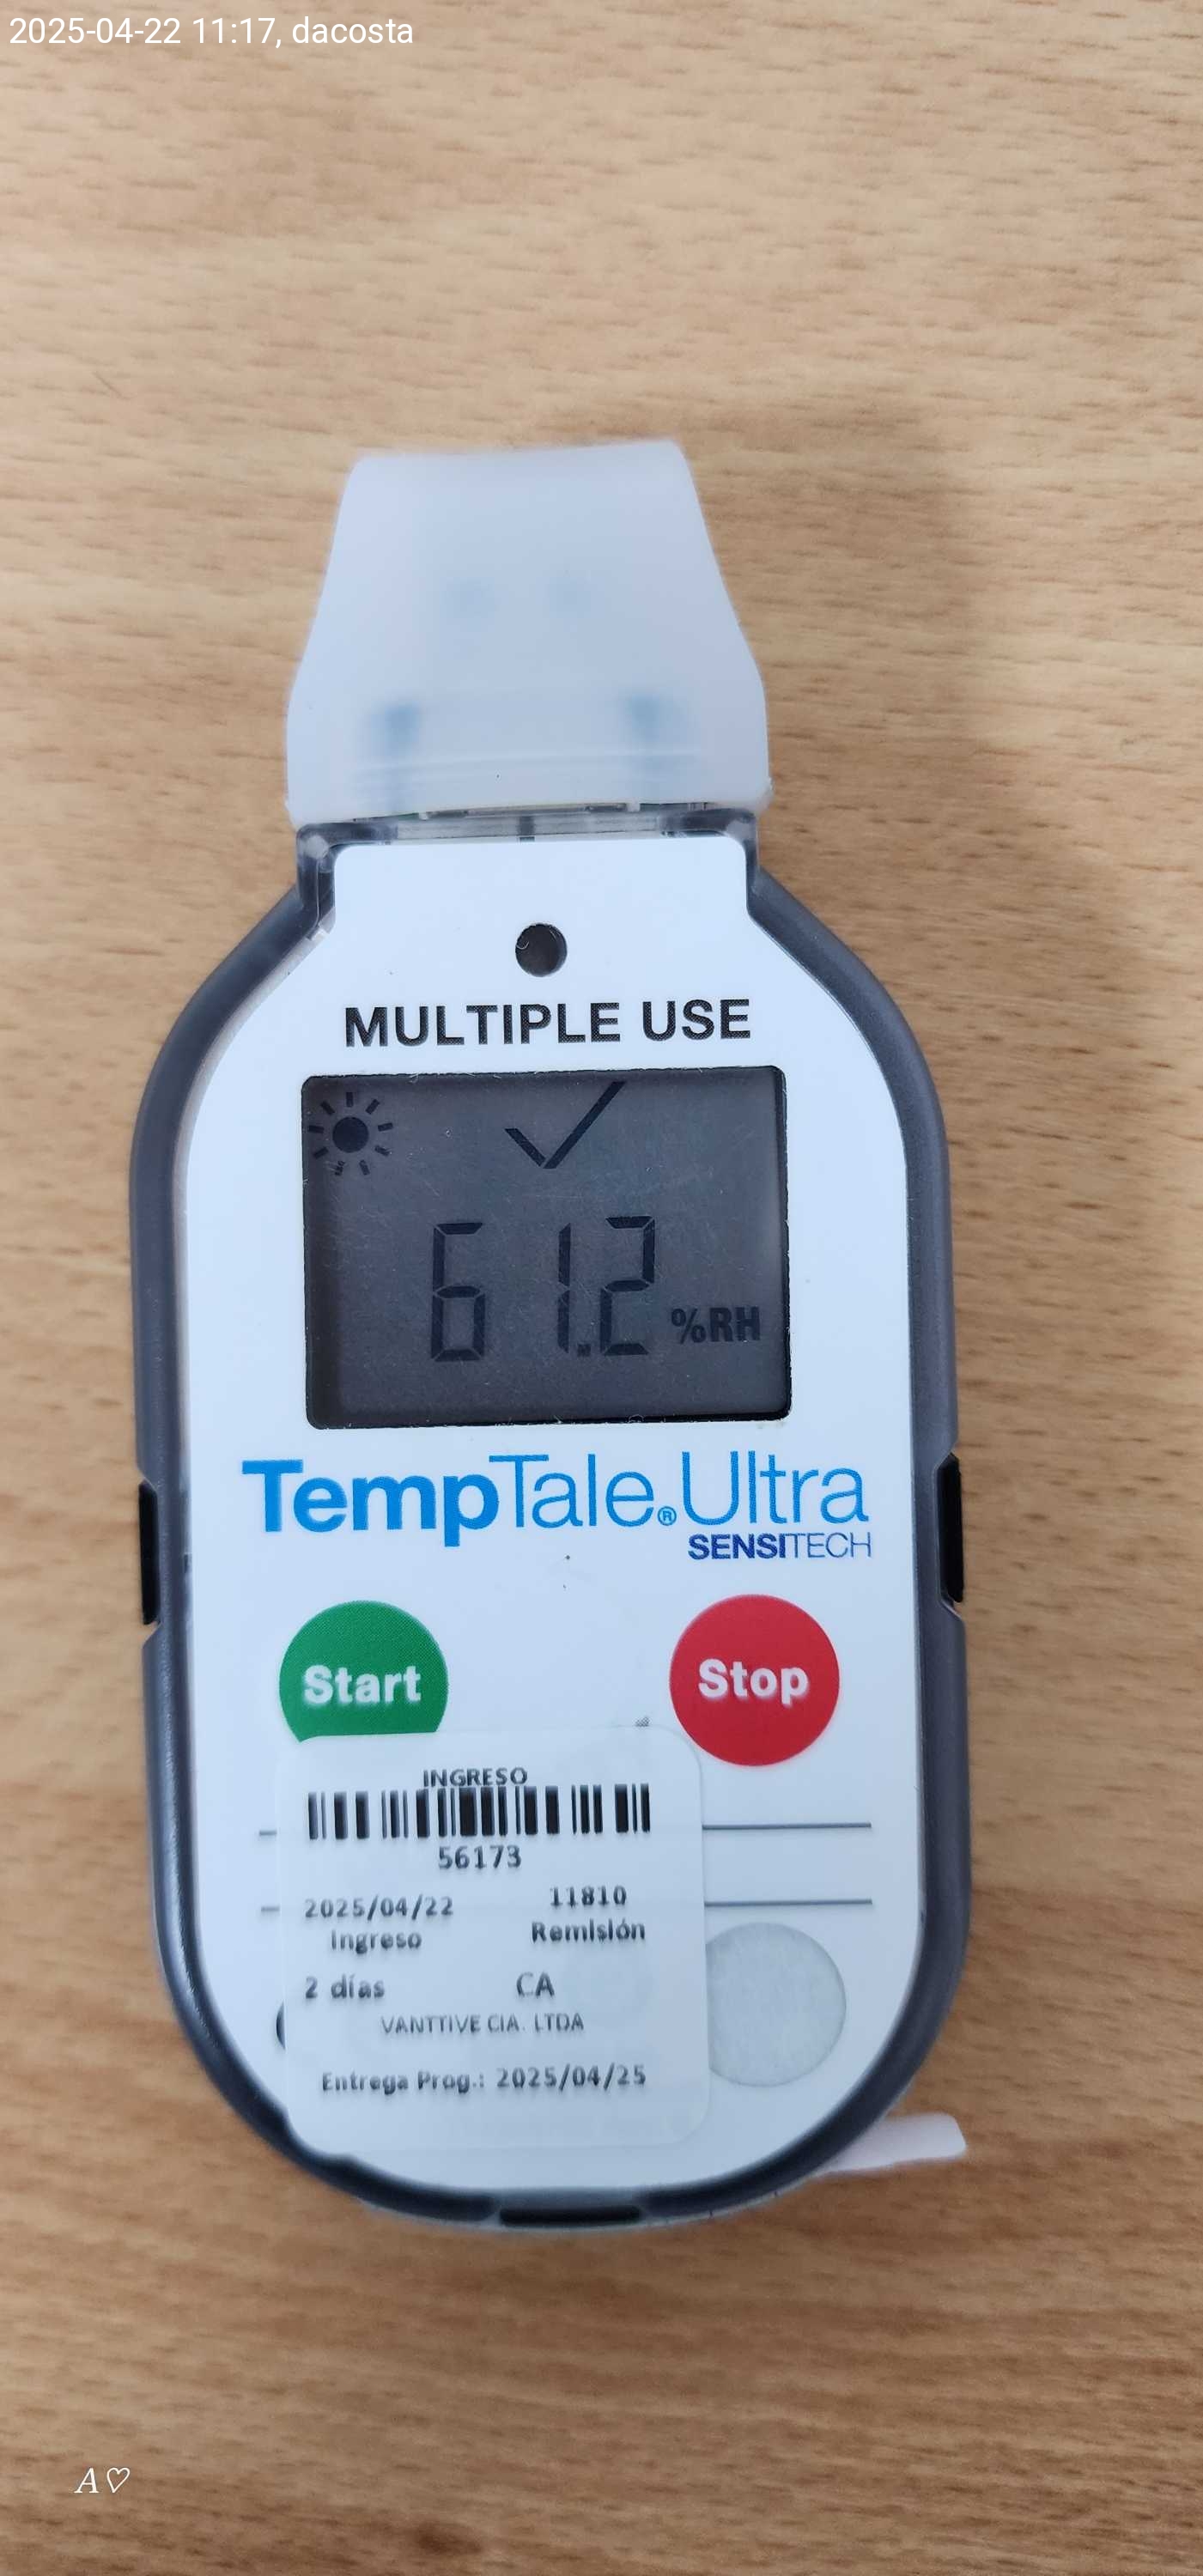 2025-04-22 11:17, dacosta
MULTIPLE USE
61.2 %RH
TempTale® Ultra
SENSITECH
Start
Stop
INGRESO
56173
2025/04/22 11810
Ingreso Remisión
2 días CA
VANTTIVE CIA. LTDA
Entrega Prog.: 2025/04/25
A♡